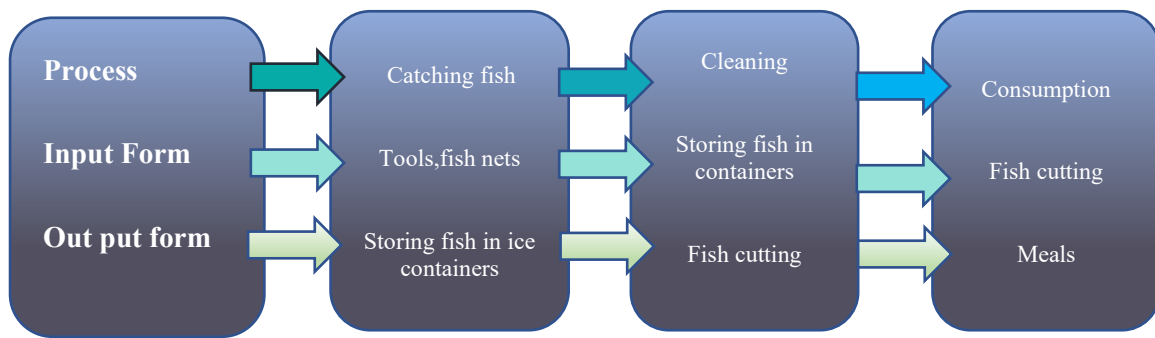 Process
Input Form
Out put form
Catching fish
Tools,fish nets
Storing fish in ice
containers
Cleaning
Storing fish in
containers
Fish cutting
Consumption
Fish cutting
Meals